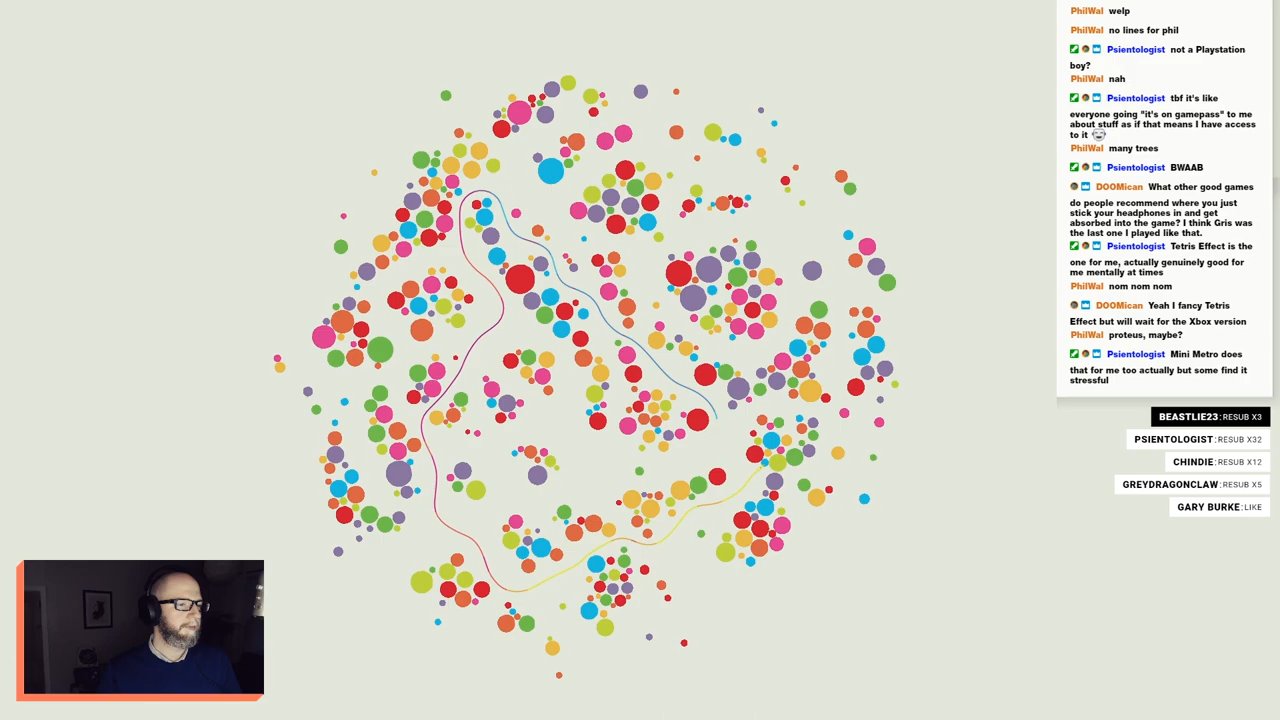 PhilWal welp
PhilWal no lines for phil
Psientologist not a Playstation
boy?
PhilWal nah
Psientologist tbf it's like
everyone going "it's on gamepass" to me
about stuff as if that means I have access
to it
PhilWal many trees
Psientologist BWAAB
DOOMican What other good games
do people recommend where you just
stick your headphones in and get
absorbed into the game? I think Gris was
the last one I played like that.
Psientologist Tetris Effect is the
one for me, actually genuinely good for
me mentally at times
PhilWal nom nom nom
DOOMican Yeah I fancy Tetris
Effect but will wait for the Xbox version
PhilWal proteus, maybe?
Psientologist Mini Metro does
that for me too actually but some find it
stressful
BEASTLIE23: RESUB X3
PSIENTOLOGIST: RESUB X32
CHINDIE: RESUB X12
GREYDRAGONCLAW: RESUB X5
GARY BURKE: LIKE